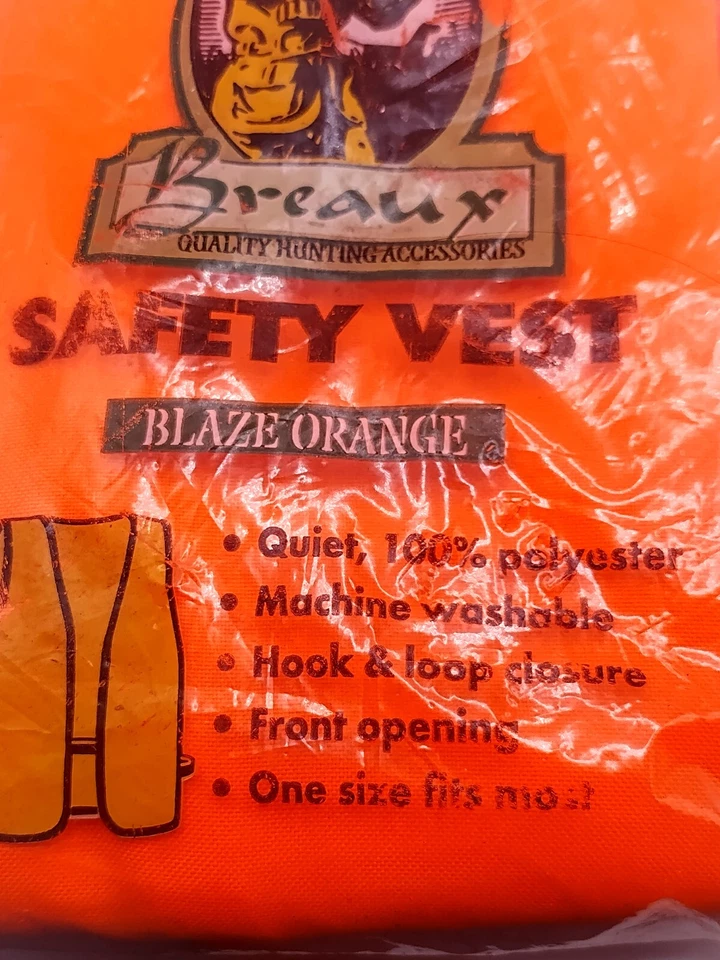 Breaux
QUALITY HUNTING ACCESSORIES
SAFETY VEST
BLAZE ORANGE
• Quiet, 100% polyester
• Machine washable
• Hook & loop closure
• Front opening
• One size fits most